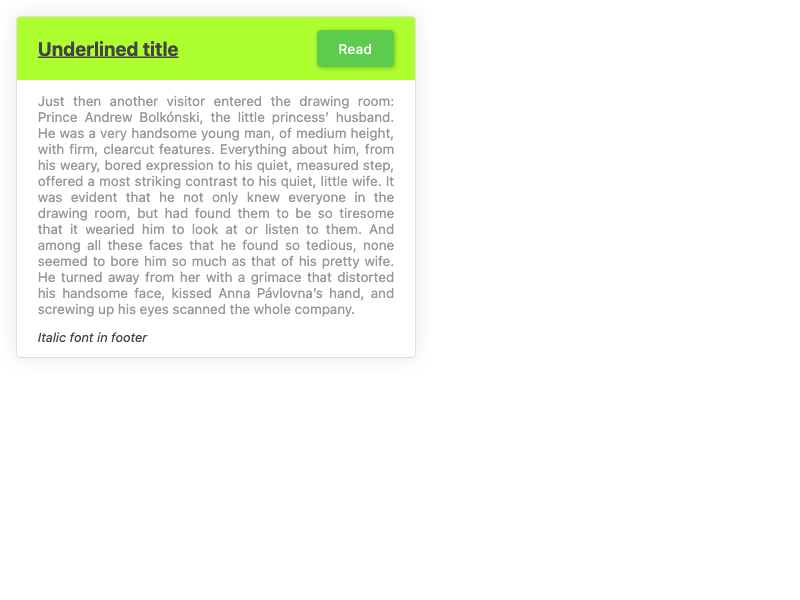 Underlined title
Read
Just then another visitor entered the drawing room:
Prince Andrew Bolkónski, the little princess’ husband.
He was a very handsome young man, of medium height,
with firm, clearcut features. Everything about him, from
his weary, bored expression to his quiet, measured step,
offered a most striking contrast to his quiet, little wife. It
was evident that he not only knew everyone in the
drawing room, but had found them to be so tiresome
that it wearied him to look at or listen to them. And
among all these faces that he found so tedious, none
seemed to bore him so much as that of his pretty wife.
He turned away from her with a grimace that distorted
his handsome face, kissed Anna Pávlovna’s hand, and
screwing up his eyes scanned the whole company.
Italic font in footer